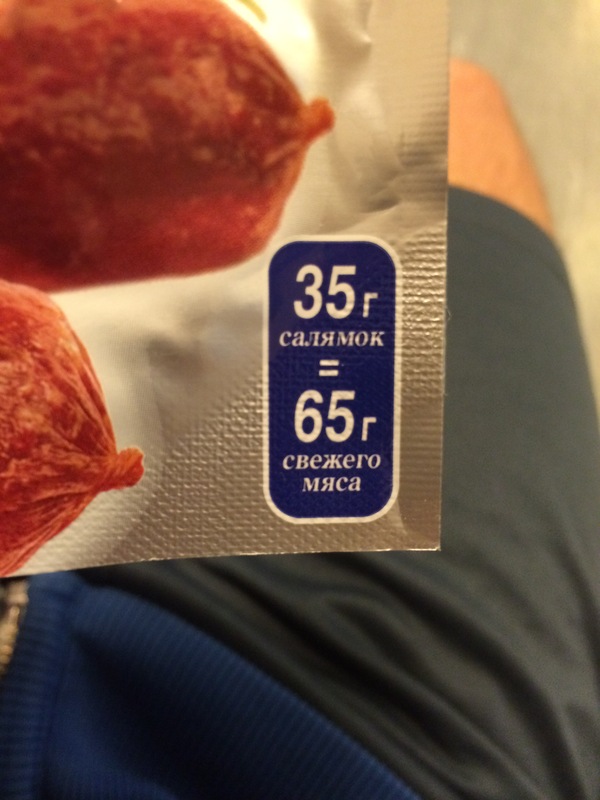 35г
салямок
=
65г
свежего
мяса